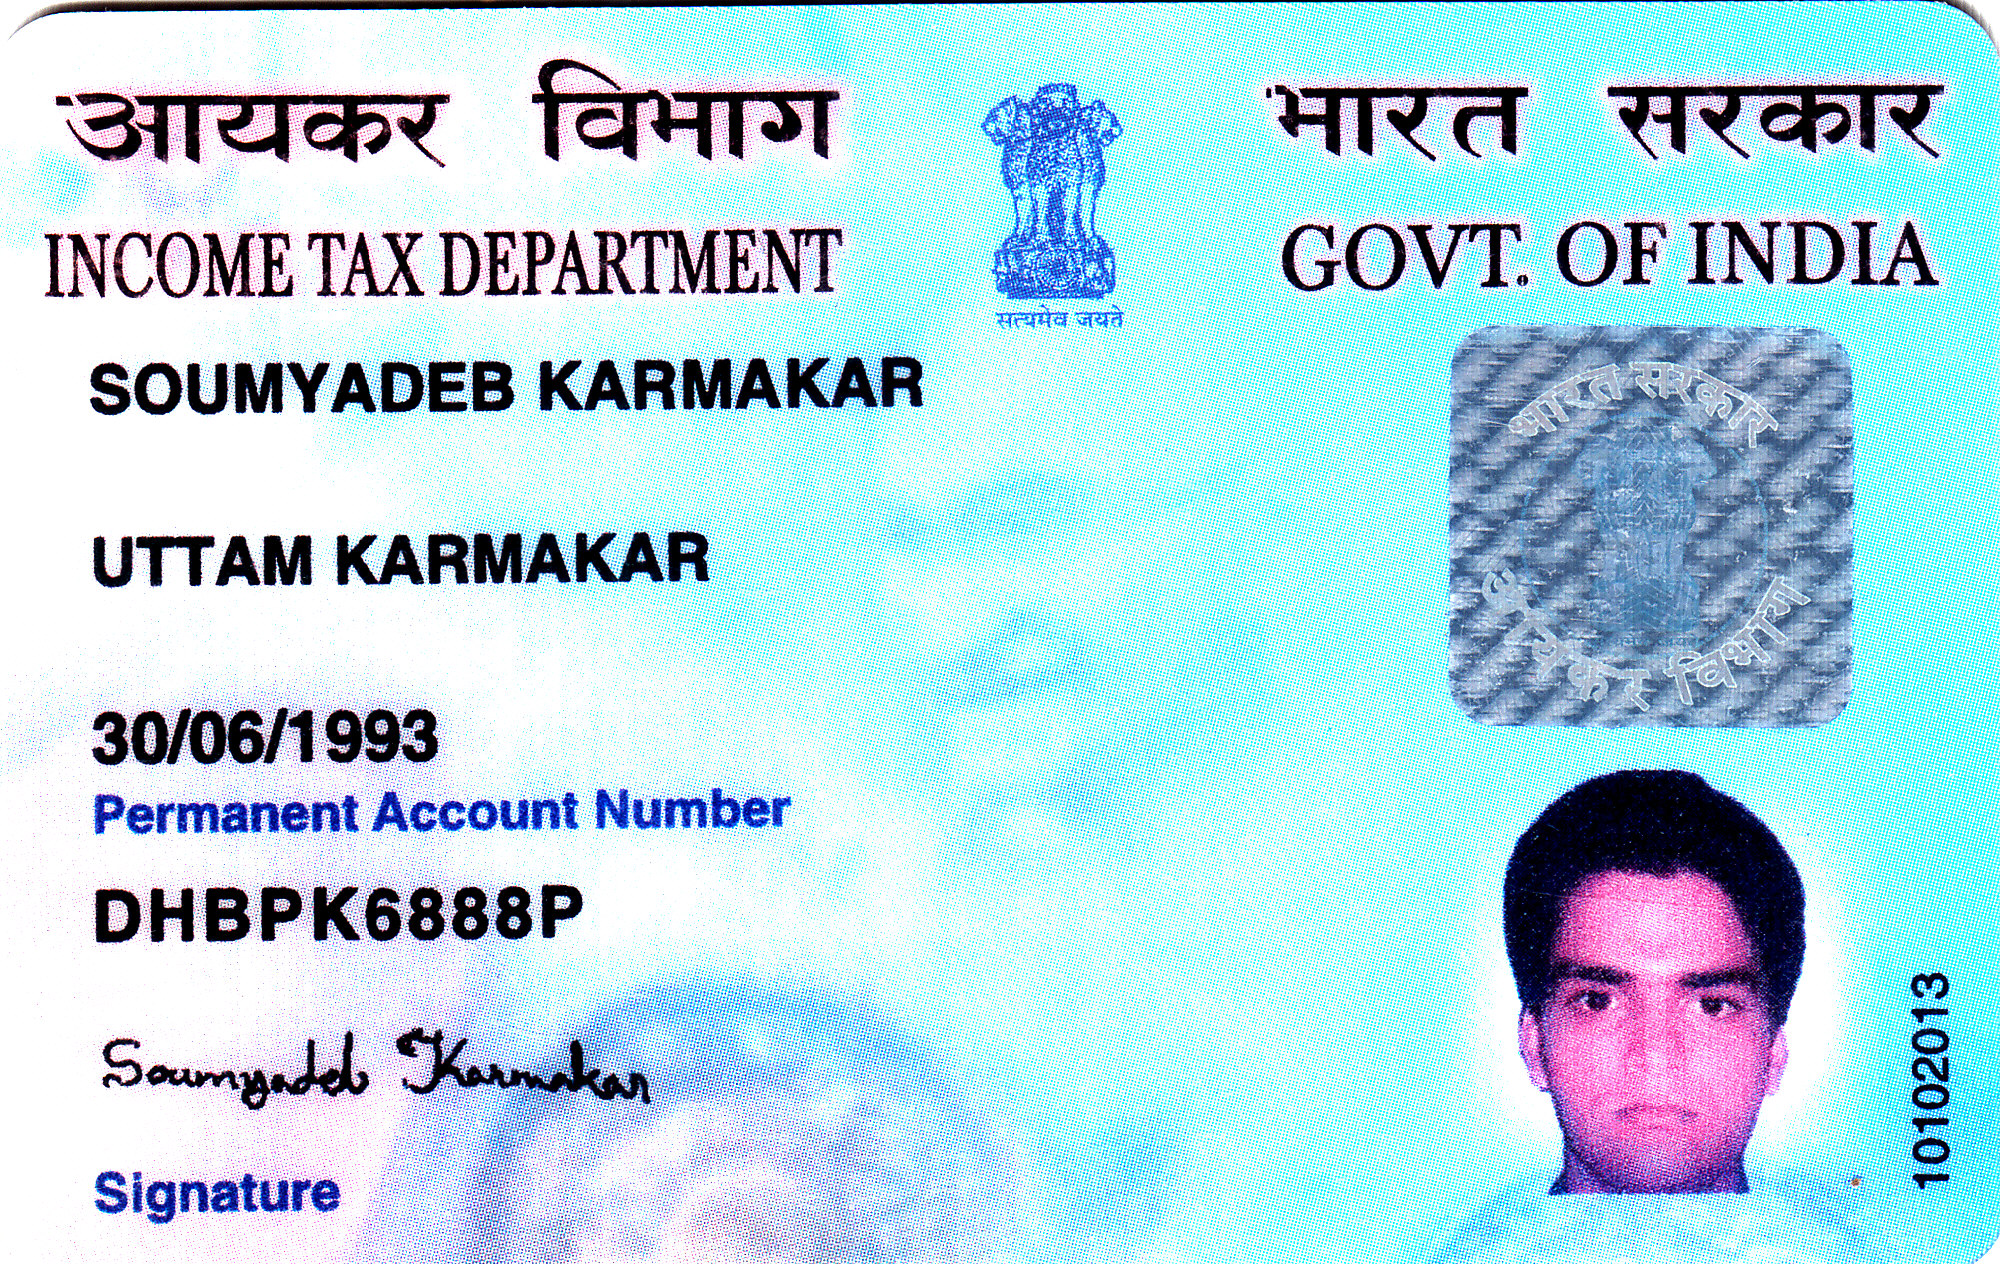 आयकर विभाग
INCOME TAX DEPARTMENT
सत्यमेव जयते
भारत सरकार
GOVT. OF INDIA
SOUMYADEB KARMAKAR
UTTAM KARMAKAR
30/06/1993
Permanent Account Number
DHBPK6888P
Soumyadeb Karmakar
Signature
भारत सरकार
आयकर विभाग
10102013